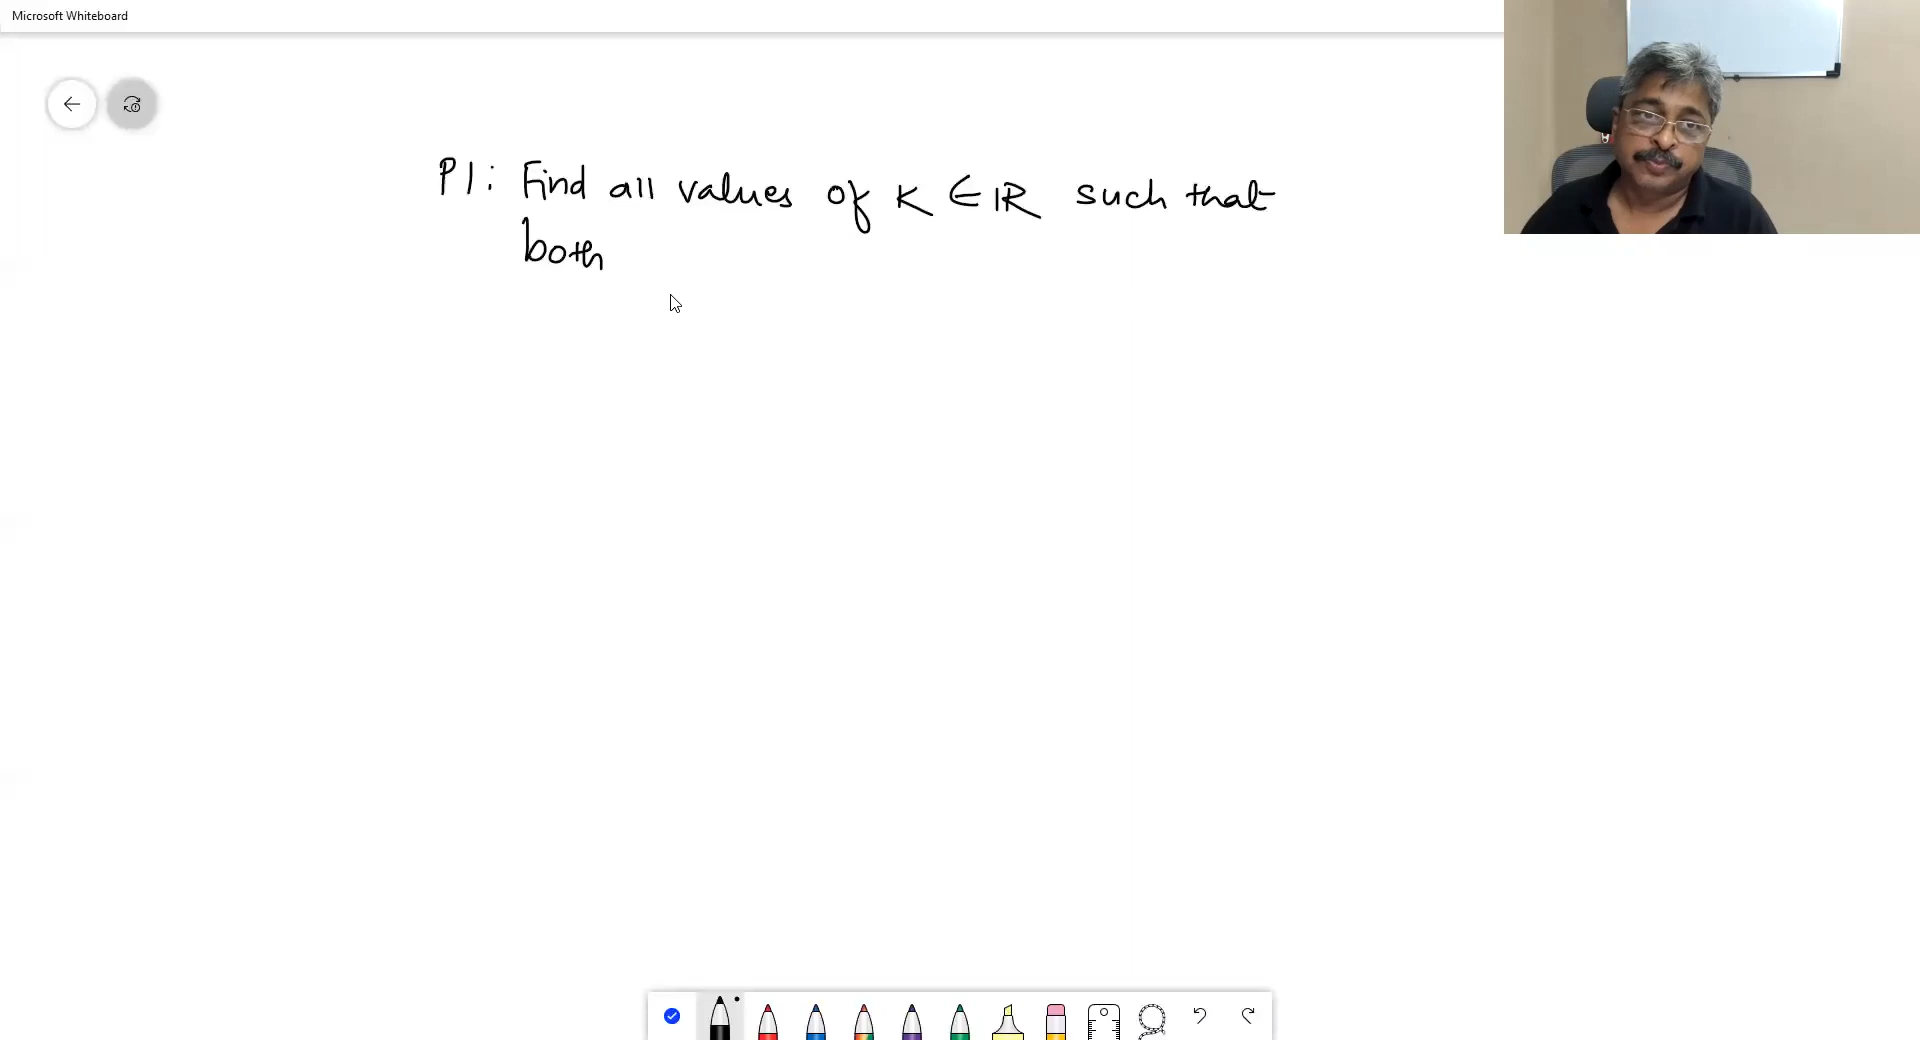 Microsoft Whiteboard
P1: Find all values of K ∈ ℝ such that
both